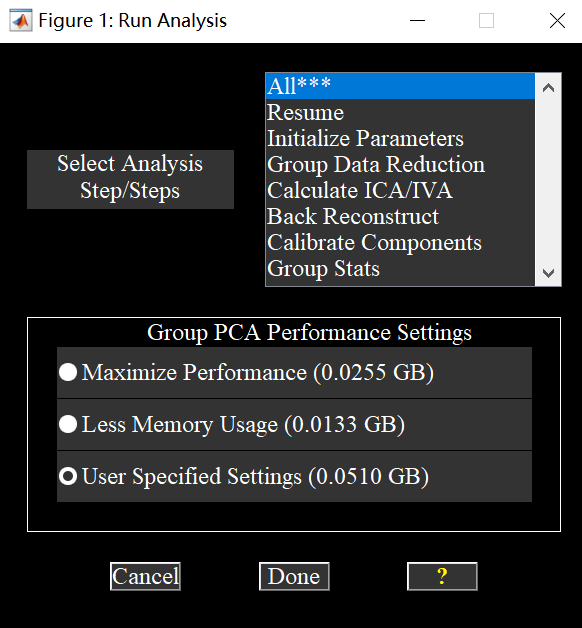 Figure 1: Run Analysis
Select Analysis
Step/Steps
All***
Resume
Initialize Parameters
Group Data Reduction
Calculate ICA/IVA
Back Reconstruct
Calibrate Components
Group Stats
Group PCA Performance Settings
Maximize Performance (0.0255 GB)
Less Memory Usage (0.0133 GB)
User Specified Settings (0.0510 GB)
Cancel
Done
?